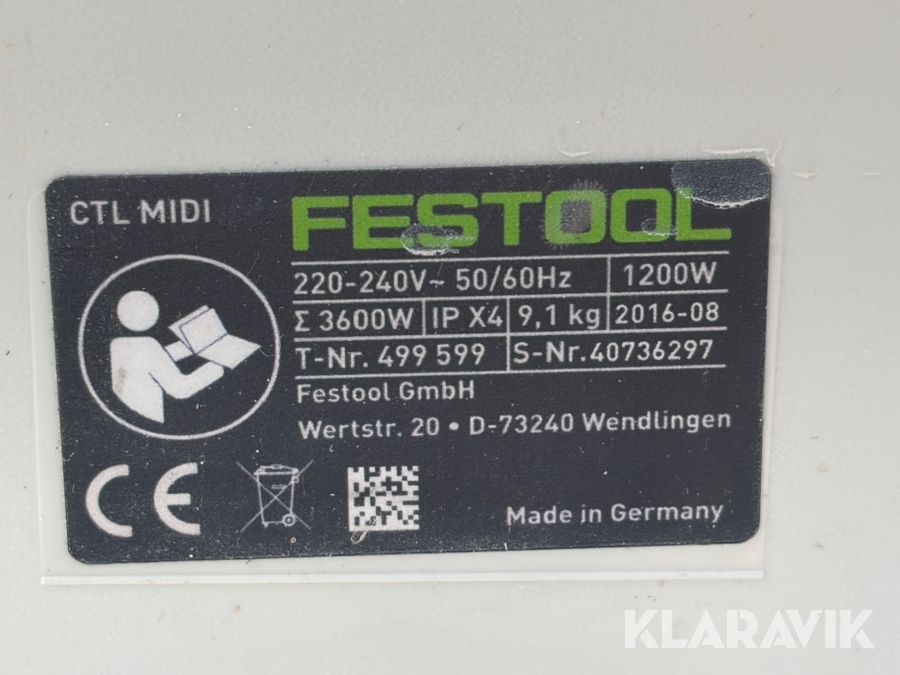 CTL MIDI
FESTOOL
220-240V~ 50/60Hz 1200W
Σ 3600W IP X4 9,1 kg 2016-08
T-Nr. 499 599 S-Nr.40736297
Festool GmbH
Wertstr. 20 • D-73240 Wendlingen
CE
Made in Germany
KLARAVIK